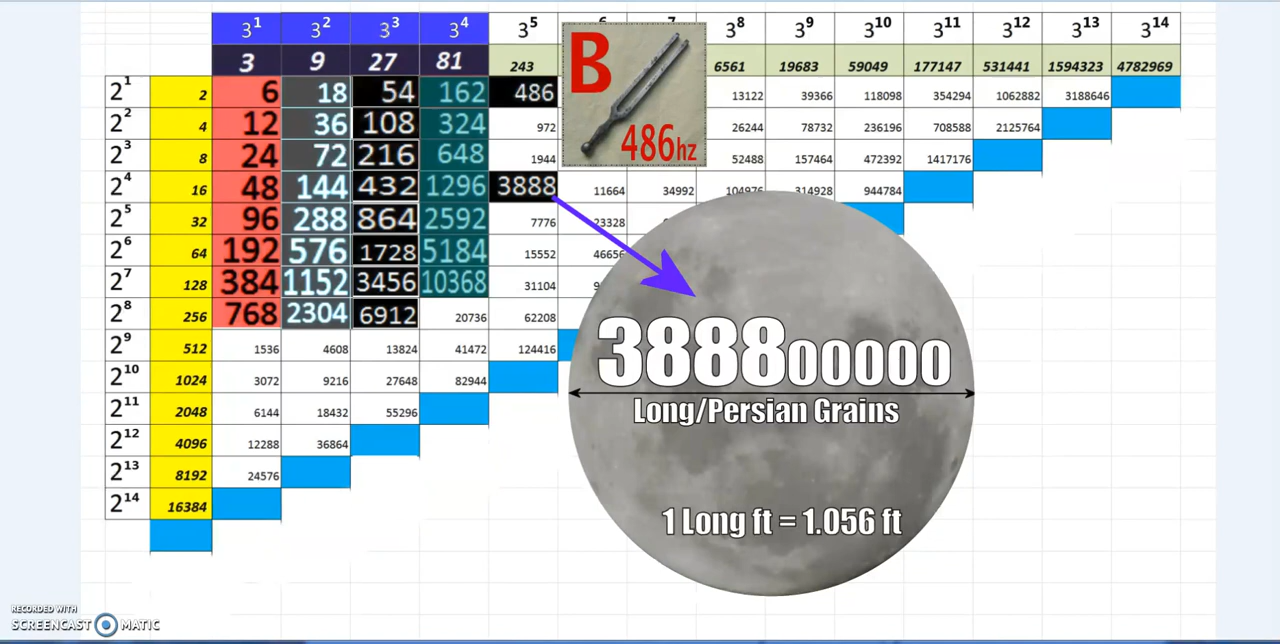 3¹ 3² 3³ 3⁴ 3⁵ 3⁸ 3⁹ 3¹⁰ 3¹¹ 3¹² 3¹³ 3¹⁴
3 9 27 81 243 6561 19683 59049 177147 531441 1594323 4782969
2¹ 2 6 18 54 162 486 13122 39366 118098 354294 1062882 3188646
2² 4 12 36 108 324 972 26244 78732 236196 708588 2125764
2³ 8 24 72 216 648 1944 52488 157464 472392 1417176
2⁴ 16 48 144 432 1296 3888 11664 34992 104976 314928 944784
2⁵ 32 96 288 864 2592 7776 23328
2⁶ 64 192 576 1728 5184 15552 46656
2⁷ 128 384 1152 3456 10368 31104
2⁸ 256 768 2304 6912 20736 62208
2⁹ 512 1536 4608 13824 41472 124416
2¹⁰ 1024 3072 9216 27648 82944
2¹¹ 2048 6144 18432 55296
2¹² 4096 12288 36864
2¹³ 8192 24576
2¹⁴ 16384
B
486hz
388800000
Long/Persian Grains
1 Long ft = 1.056 ft
RECORDED WITH
SCREENCAST MATIC